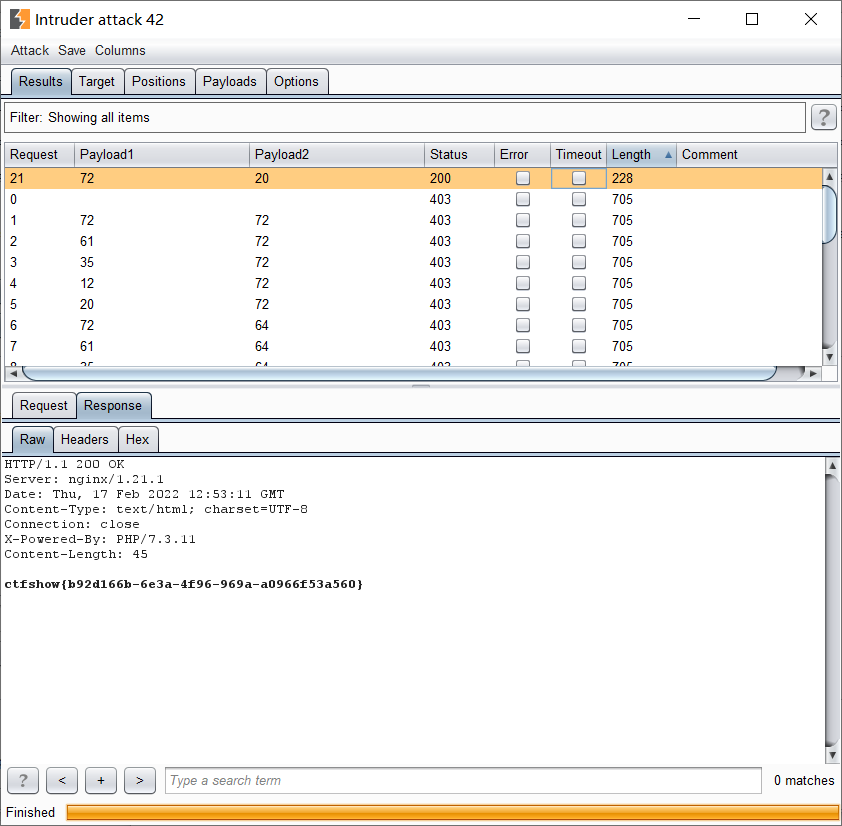 Intruder attack 42
Attack Save Columns
Results Target Positions Payloads Options
Filter: Showing all items ?
Request Payload1 Payload2 Status Error Timeout Length Comment
21 72 20 200 228
0 403 705
1 72 72 403 705
2 61 72 403 705
3 35 72 403 705
4 12 72 403 705
5 20 72 403 705
6 72 64 403 705
7 61 64 403 705
8 35 64 403 705
Request Response
Raw Headers Hex
HTTP/1.1 200 OK
Server: nginx/1.21.1
Date: Thu, 17 Feb 2022 12:53:11 GMT
Content-Type: text/html; charset=UTF-8
Connection: close
X-Powered-By: PHP/7.3.11
Content-Length: 45
ctfshow{b92d166b-6e3a-4f96-969a-a0966f53a560}
? < + > Type a search term 0 matches
Finished